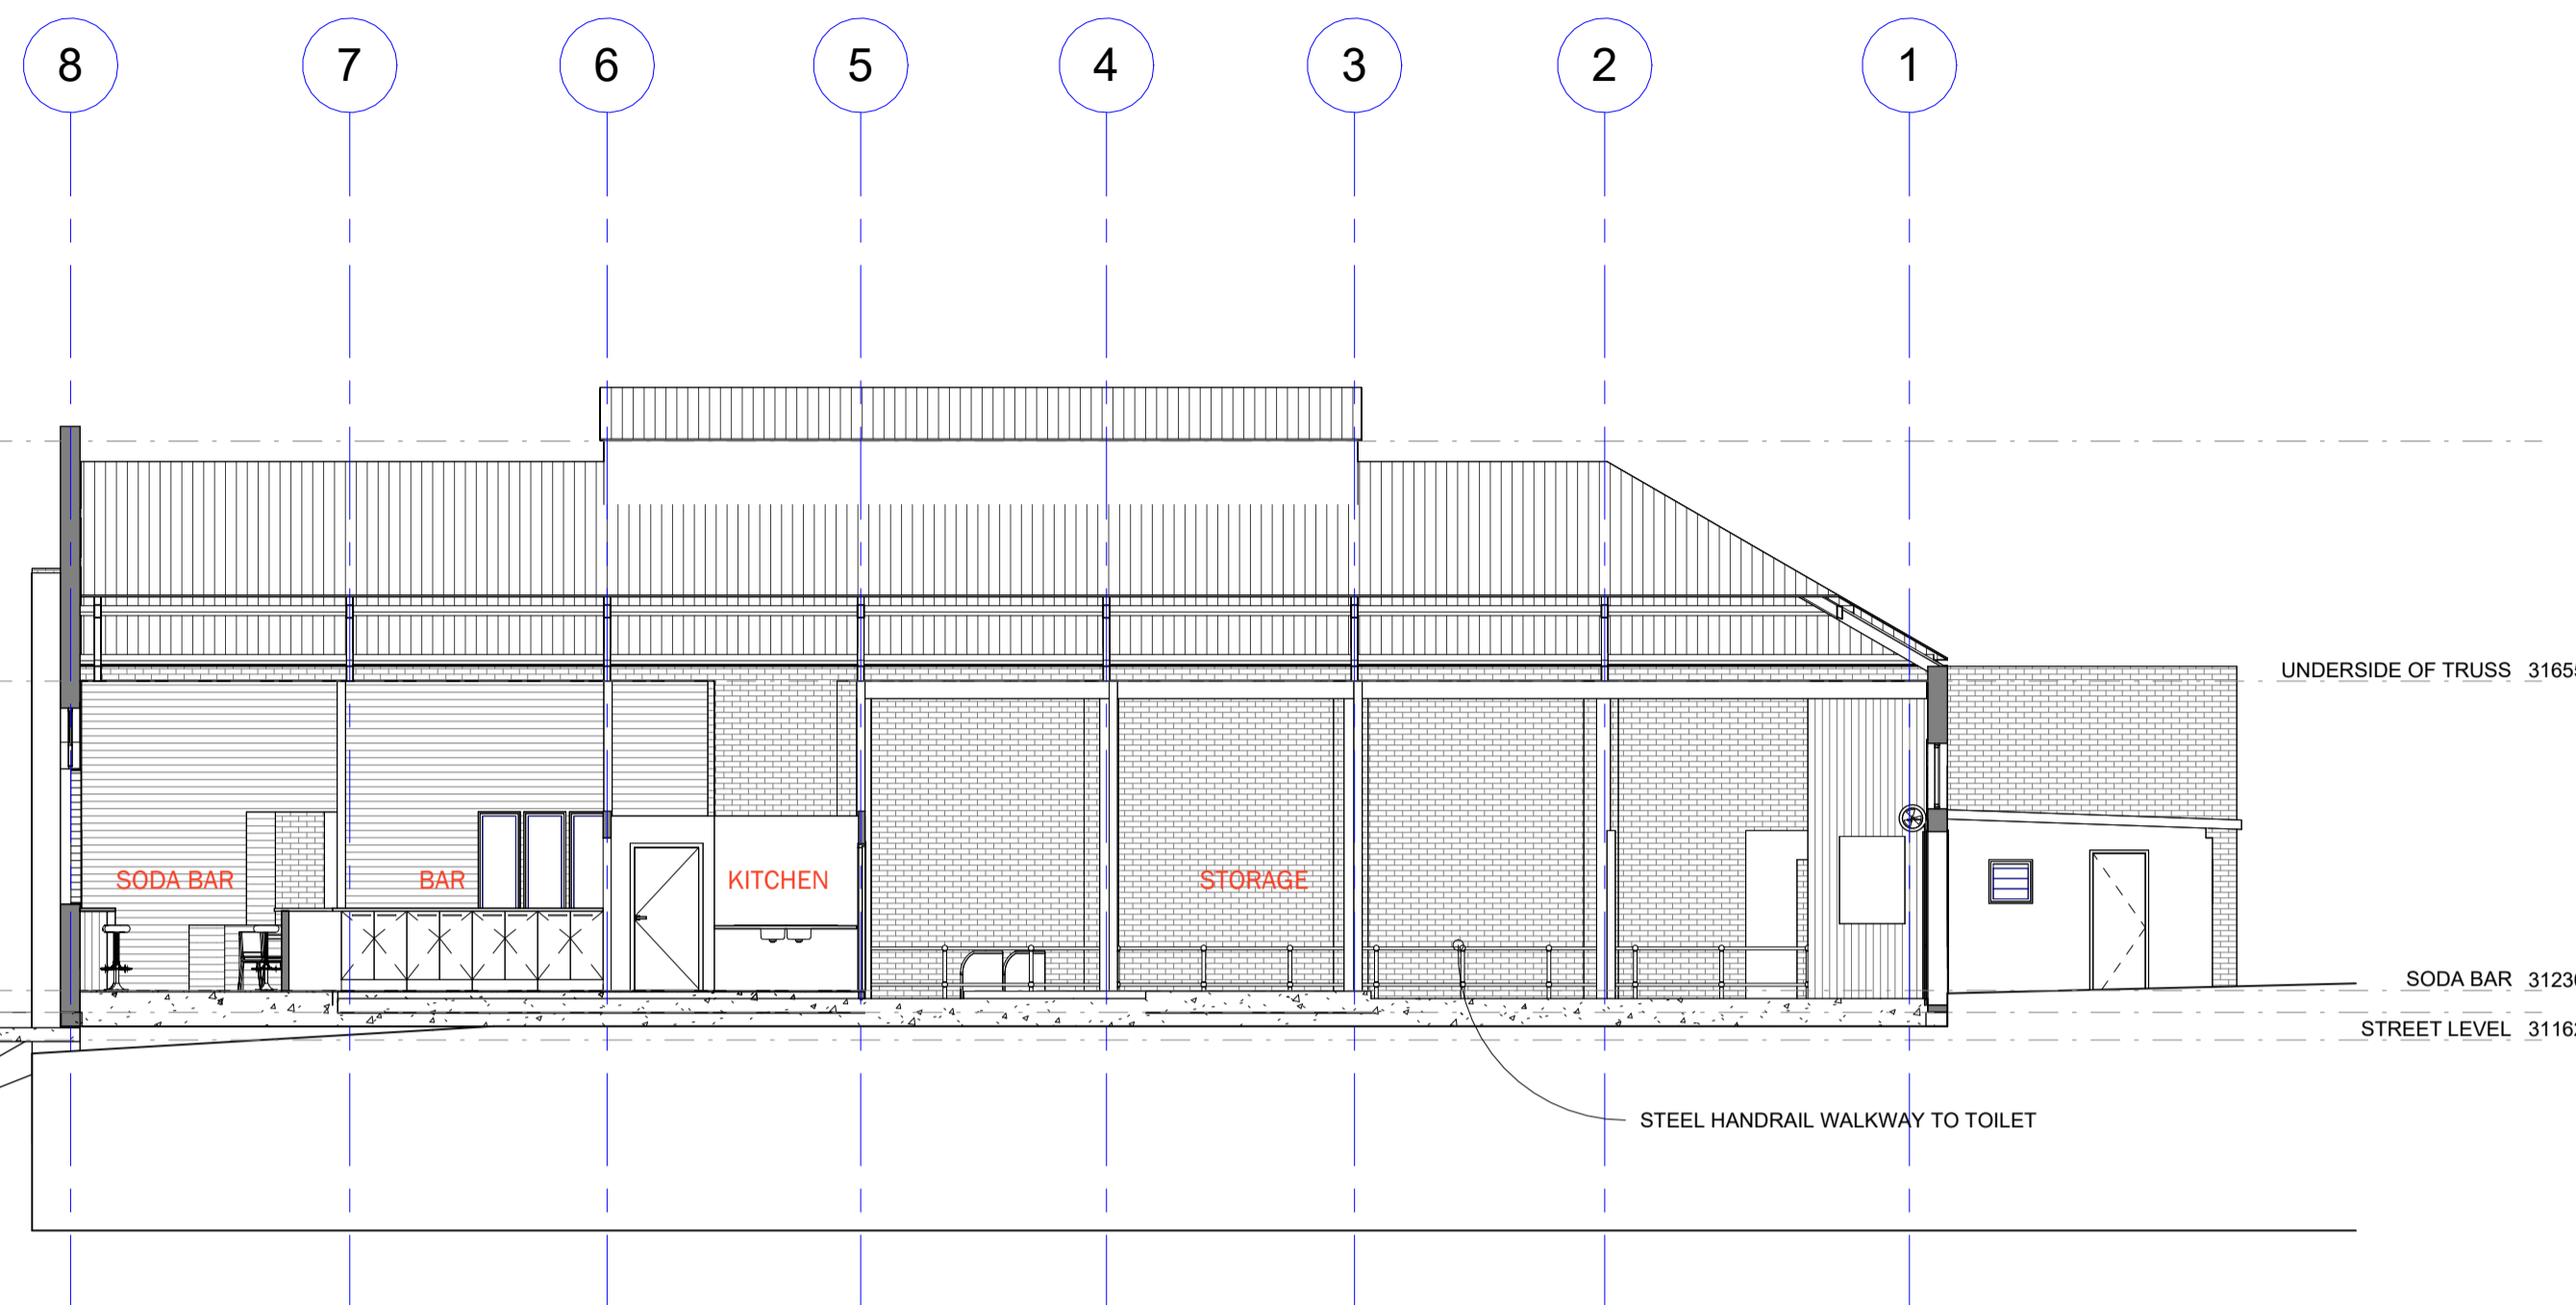 8 7 6 5 4 3 2 1
UNDERSIDE OF TRUSS
SODA BAR BAR KITCHEN STORAGE
SODA BAR
STREET LEVEL
STEEL HANDRAIL WALKWAY TO TOILET